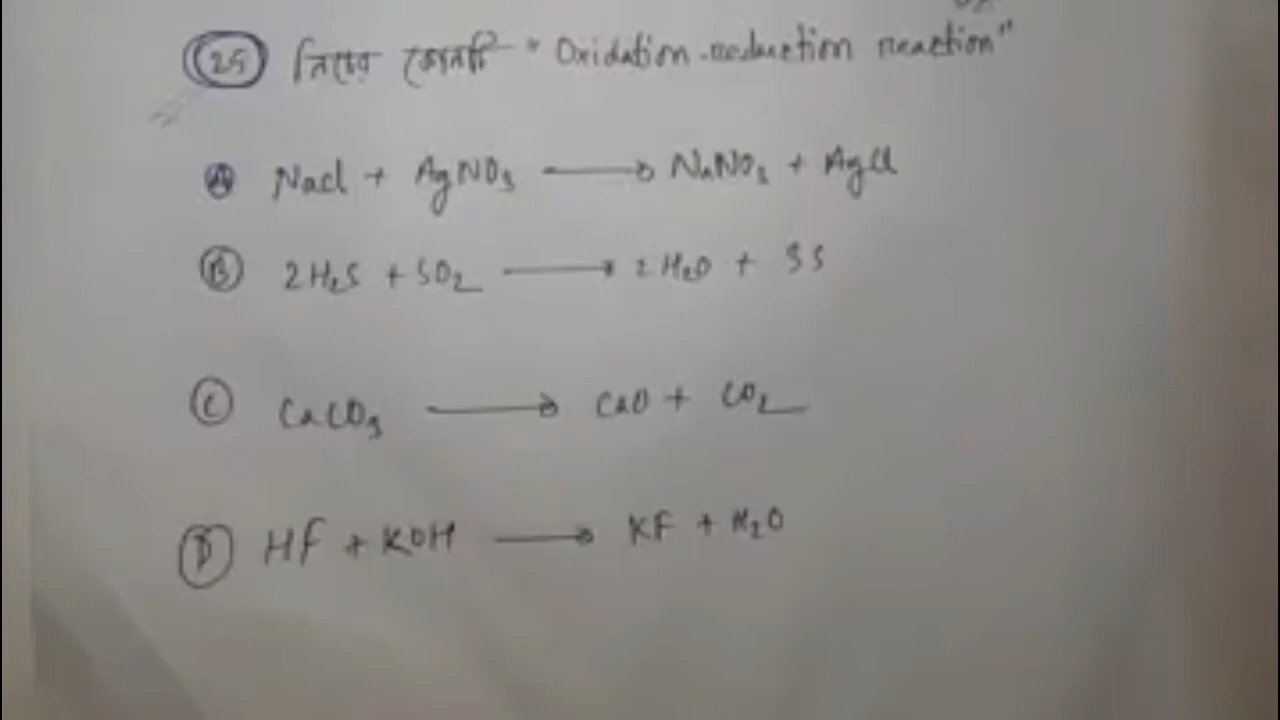 25 নিচের কোনটি "Oxidation-reduction reaction"
A NaCl + AgNO3 → NaNO3 + AgCl
B 2H2S + SO2 → 2H2O + 3S
C CaCO3 → CaO + CO2
D HF + KOH → KF + H2O